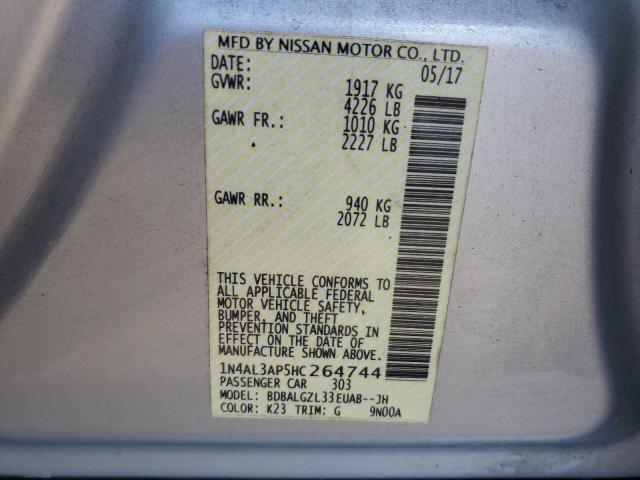 MFD BY NISSAN MOTOR CO., LTD.
DATE: 05/17
GVWR: 1917 KG
4226 LB
GAWR FR.: 1010 KG
2227 LB
GAWR RR.: 940 KG
2072 LB
THIS VEHICLE CONFORMS TO
ALL APPLICABLE FEDERAL
MOTOR VEHICLE SAFETY,
BUMPER, AND THEFT
PREVENTION STANDARDS IN
EFFECT ON THE DATE OF
MANUFACTURE SHOWN ABOVE.
1N4AL3AP5HC264744
PASSENGER CAR 303
MODEL: BDBALGZL33EUAB--JH
COLOR: K23 TRIM: G 9N00A